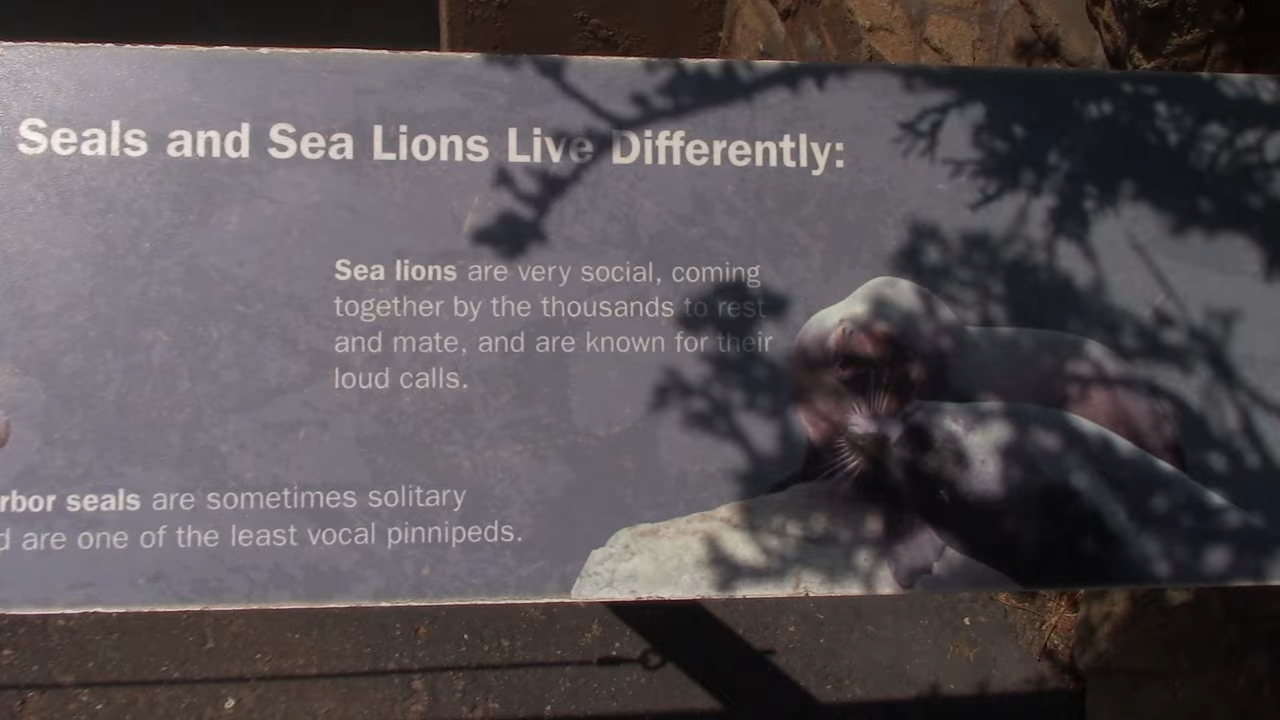 Seals and Sea Lions Live Differently:
Sea lions are very social, coming
together by the thousands to rest
and mate, and are known for their
loud calls.
rbor seals are sometimes solitary
d are one of the least vocal pinnipeds.